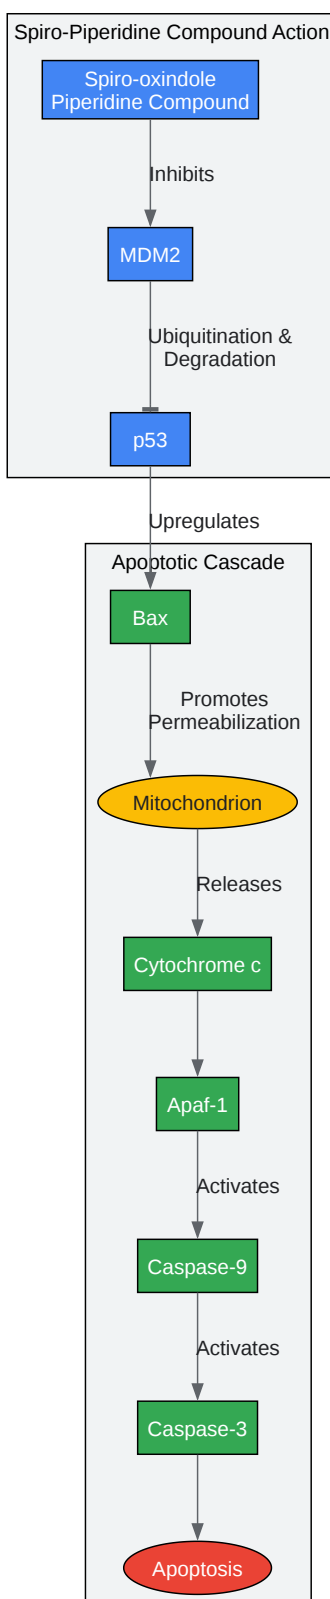 Spiro-Piperidine Compound Action
Spiro-oxindole
Piperidine Compound
Inhibits
MDM2
Ubiquitination &
Degradation
p53
Upregulates
Apoptotic Cascade
Bax
Promotes
Permeabilization
Mitochondrion
Releases
Cytochrome c
Apaf-1
Activates
Caspase-9
Activates
Caspase-3
Apoptosis